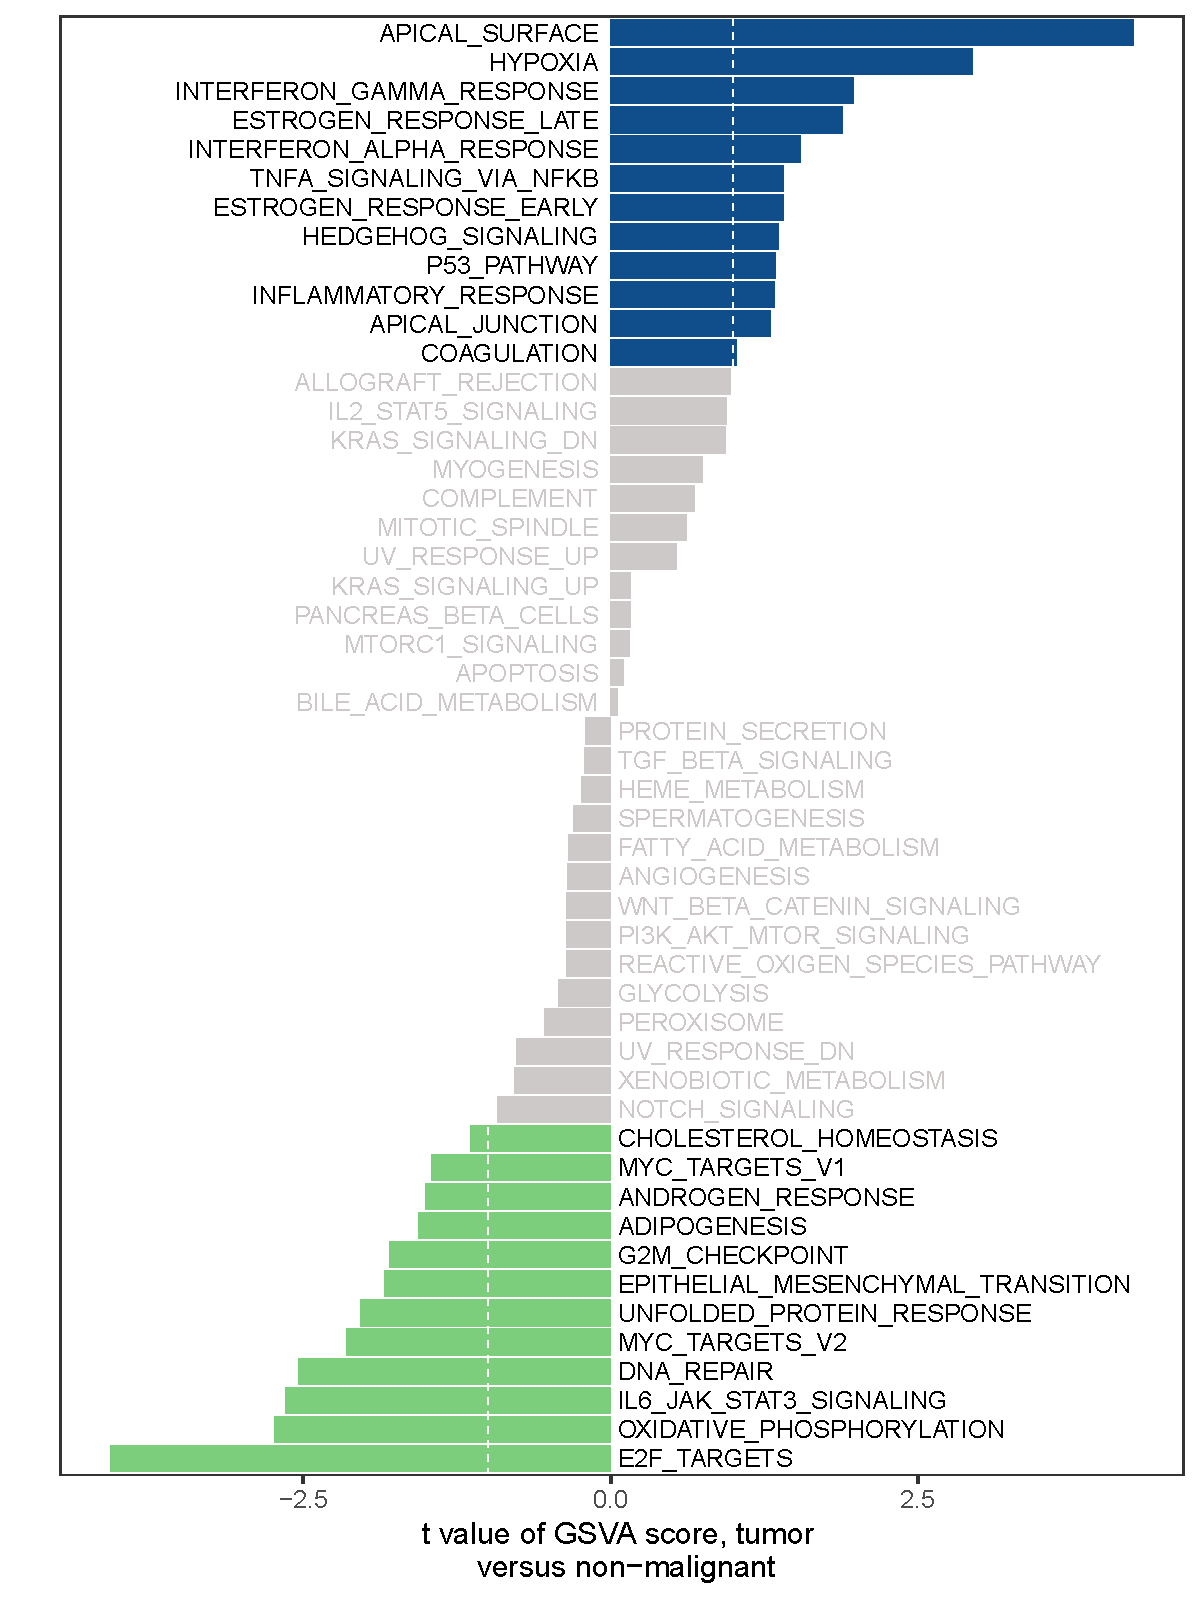 APICAL_SURFACE
HYPOXIA
INTERFERON_GAMMA_RESPONSE
ESTROGEN_RESPONSE_LATE
INTERFERON_ALPHA_RESPONSE
TNFA_SIGNALING_VIA_NFKB
ESTROGEN_RESPONSE_EARLY
HEDGEHOG_SIGNALING
P53_PATHWAY
INFLAMMATORY_RESPONSE
APICAL_JUNCTION
COAGULATION
ALLOGRAFT_REJECTION
IL2_STAT5_SIGNALING
KRAS_SIGNALING_DN
MYOGENESIS
COMPLEMENT
MITOTIC_SPINDLE
UV_RESPONSE_UP
KRAS_SIGNALING_UP
PANCREAS_BETA_CELLS
MTORC1_SIGNALING
APOPTOSIS
BILE_ACID_METABOLISM
PROTEIN_SECRETION
TGF_BETA_SIGNALING
HEME_METABOLISM
SPERMATOGENESIS
FATTY_ACID_METABOLISM
ANGIOGENESIS
WNT_BETA_CATENIN_SIGNALING
PI3K_AKT_MTOR_SIGNALING
REACTIVE_OXIGEN_SPECIES_PATHWAY
GLYCOLYSIS
PEROXISOME
UV_RESPONSE_DN
XENOBIOTIC_METABOLISM
NOTCH_SIGNALING
CHOLESTEROL_HOMEOSTASIS
MYC_TARGETS_V1
ANDROGEN_RESPONSE
ADIPOGENESIS
G2M_CHECKPOINT
EPITHELIAL_MESENCHYMAL_TRANSITION
UNFOLDED_PROTEIN_RESPONSE
MYC_TARGETS_V2
DNA_REPAIR
IL6_JAK_STAT3_SIGNALING
OXIDATIVE_PHOSPHORYLATION
E2F_TARGETS
−2.5 0.0 2.5
t value of GSVA score, tumor
versus non−malignant